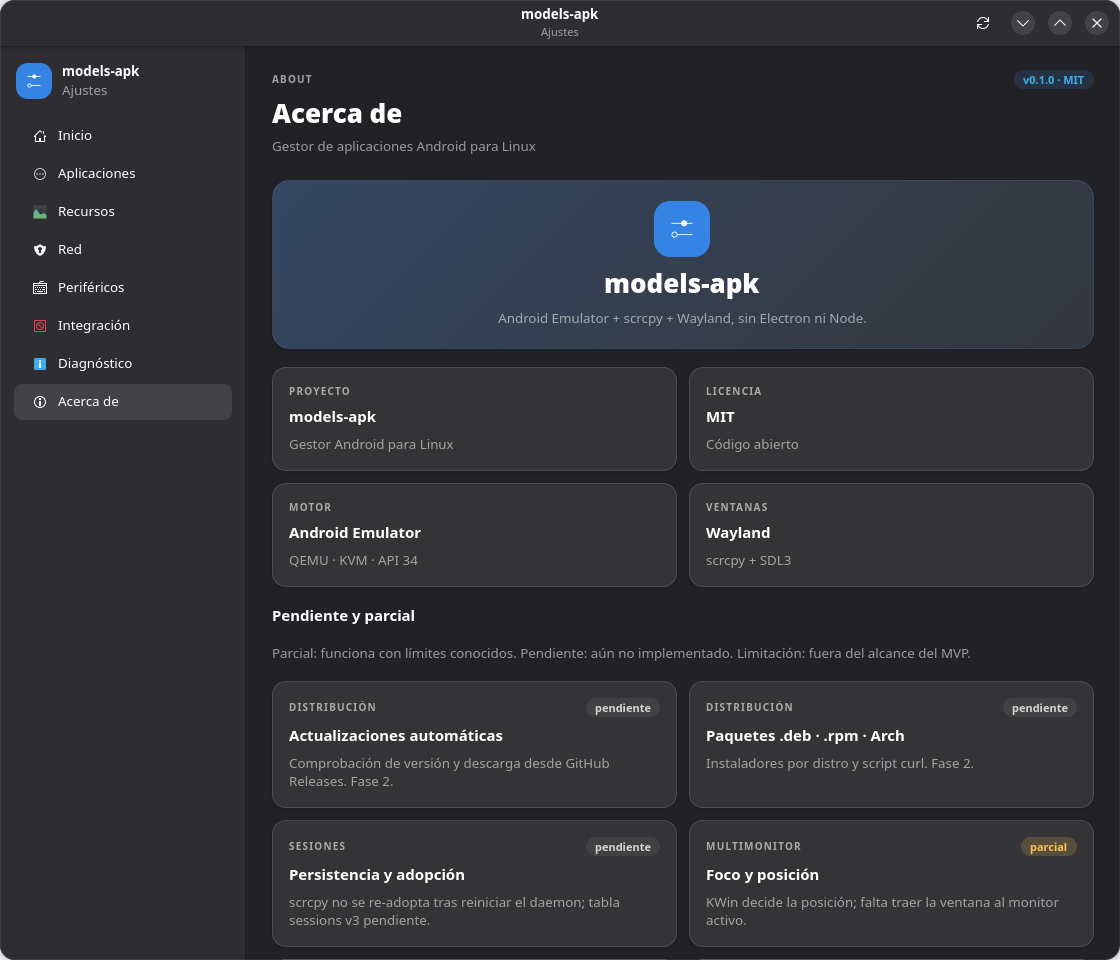 models-apk
Ajustes
models-apk
Ajustes
Inicio
Aplicaciones
Recursos
Red
Periféricos
Integración
Diagnóstico
Acerca de
ABOUT
v0.1.0 · MIT
Acerca de
Gestor de aplicaciones Android para Linux
models-apk
Android Emulator + scrcpy + Wayland, sin Electron ni Node.
PROYECTO
models-apk
Gestor Android para Linux
LICENCIA
MIT
Código abierto
MOTOR
Android Emulator
QEMU · KVM · API 34
VENTANAS
Wayland
scrcpy + SDL3
Pendiente y parcial
Parcial: funciona con límites conocidos. Pendiente: aún no implementado. Limitación: fuera del alcance del MVP.
DISTRIBUCIÓN
pendiente
Actualizaciones automáticas
Comprobación de versión y descarga desde GitHub
Releases. Fase 2.
DISTRIBUCIÓN
pendiente
Paquetes .deb · .rpm · Arch
Instaladores por distro y script curl. Fase 2.
SESIONES
pendiente
Persistencia y adopción
scrcpy no se re-adopta tras reiniciar el daemon; tabla
sessions v3 pendiente.
MULTIMONITOR
parcial
Foco y posición
KWin decide la posición; falta traer la ventana al monitor
activo.